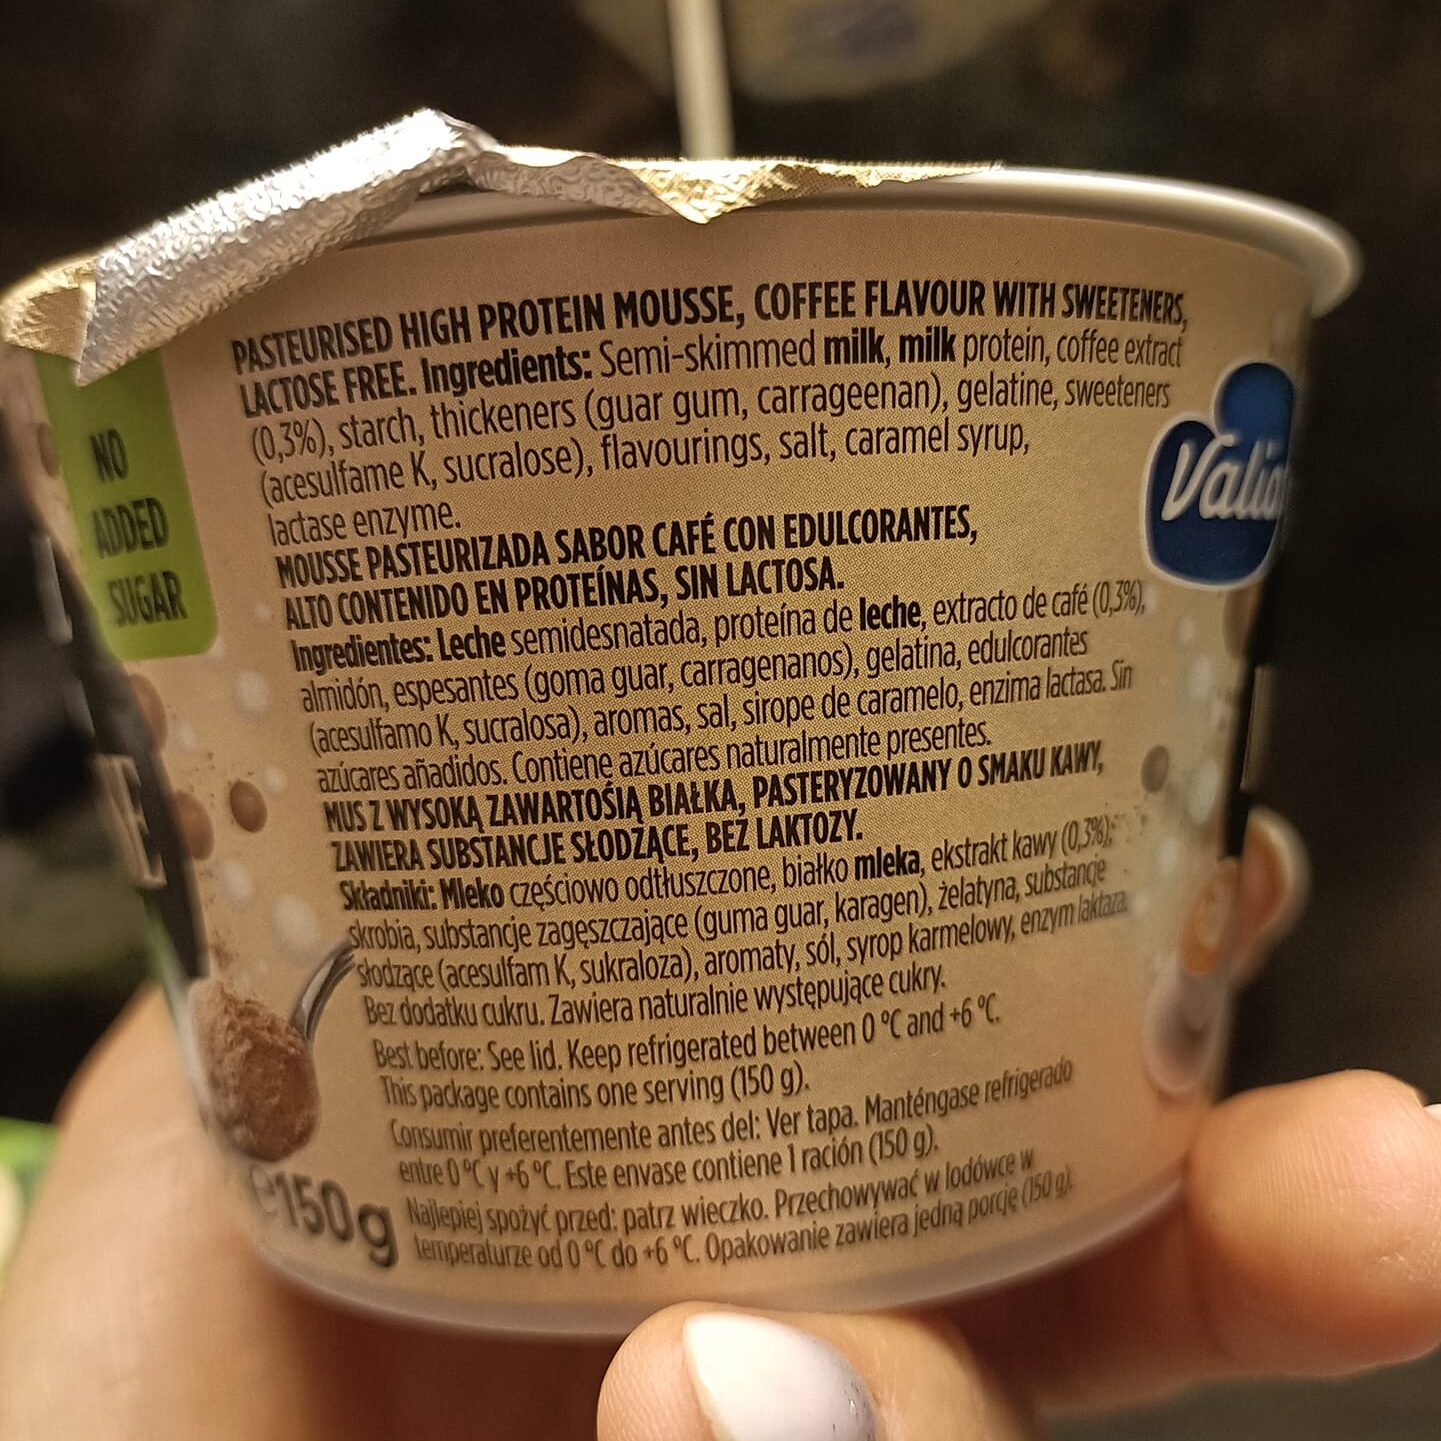 PASTEURISED HIGH PROTEIN MOUSSE, COFFEE FLAVOUR WITH SWEETENERS,
LACTOSE FREE. Ingredients: Semi-skimmed milk, milk protein, coffee extract
(0,3%), starch, thickeners (guar gum, carrageenan), gelatine, sweeteners
(acesulfame K, sucralose), flavourings, salt, caramel syrup,
lactase enzyme.
MOUSSE PASTEURIZADA SABOR CAFÉ CON EDULCORANTES,
ALTO CONTENIDO EN PROTEÍNAS, SIN LACTOSA.
Ingredientes: Leche semidesnatada, proteína de leche, extracto de café (0,3%),
almidón, espesantes (goma guar, carragenanos), gelatina, edulcorantes
(acesulfamo K, sucralosa), aromas, sal, sirope de caramelo, enzima lactasa. Sin
azúcares añadidos. Contiene azúcares naturalmente presentes.
MUS Z WYSOKĄ ZAWARTOŚIĄ BIAŁKA, PASTERYZOWANY O SMAKU KAWY,
ZAWIERA SUBSTANCJE SŁODZĄCE, BEZ LAKTOZY.
Składniki: Mleko częściowo odtłuszczone, białko mleka, ekstrakt kawy (0,3%),
skrobia, substancje zagęszczające (guma guar, karagen), żelatyna, substancje
słodzące (acesulfam K, sukraloza), aromaty, sól, syrop karmelowy, enzym laktaza.
Bez dodatku cukru. Zawiera naturalnie występujące cukry.
Best before: See lid. Keep refrigerated between 0 °C and +6 °C.
This package contains one serving (150 g).
Consumir preferentemente antes del: Ver tapa. Manténgase refrigerado
entre 0 °C y +6 °C. Este envase contiene 1 ración (150 g).
Najlepiej spożyć przed: patrz wieczko. Przechowywać w lodówce w
temperaturze od 0 °C do +6 °C. Opakowanie zawiera jedną porcję (150 g).
NO
ADDED
SUGAR
Valio
℮150g